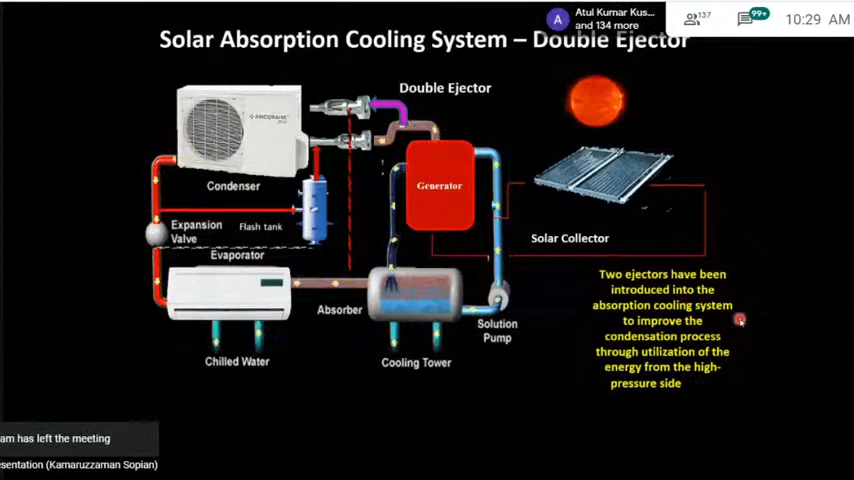 Atul Kumar Kus...
and 134 more
137
99+
10:29 AM
Solar Absorption Cooling System – Double Ejector
Double Ejector
Condenser
Generator
Expansion
Valve
Flash tank
Evaporator
Solar Collector
Absorber
Solution
Pump
Chilled Water
Cooling Tower
Two ejectors have been
introduced into the
absorption cooling system
to improve the
condensation process
through utilization of the
energy from the high-
pressure side
am has left the meeting
esentation (Kamaruzzaman Sopian)